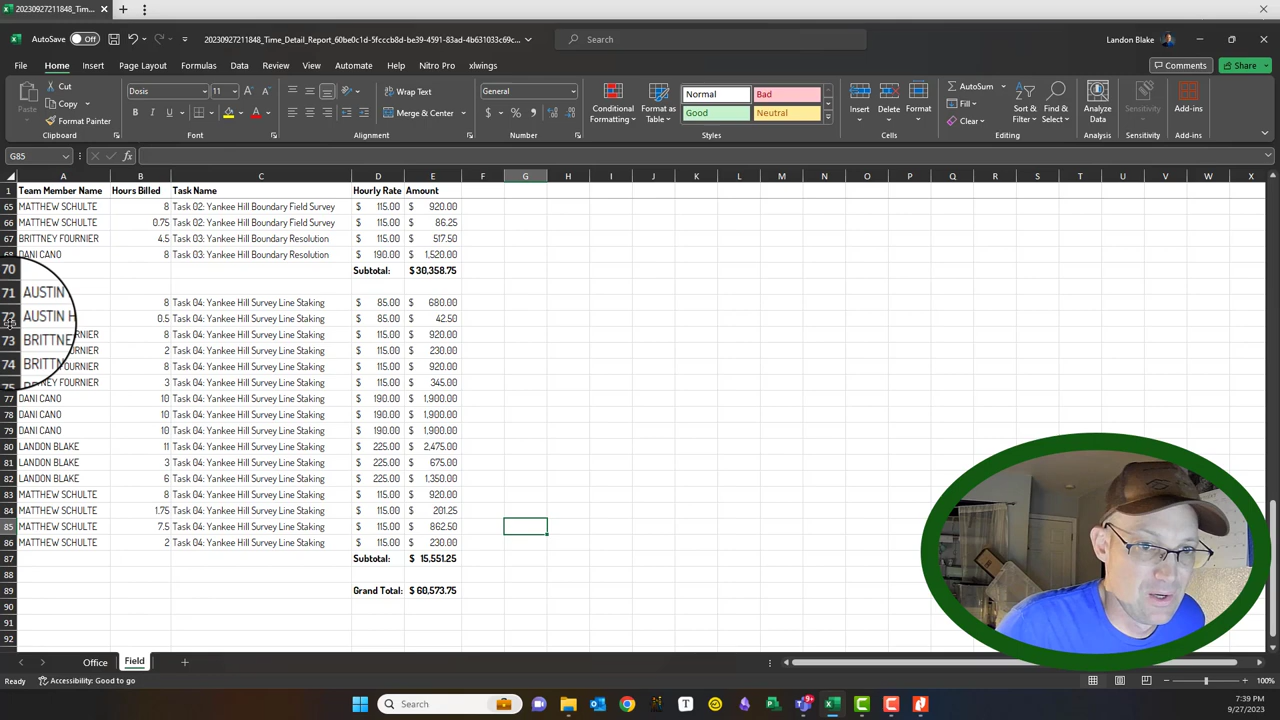 20230927211848_Time...
AutoSave Off
20230927211848_Time_Detail_Report_60be0c1d-5fcccb8d-be39-4591-83ad-4b631033c69c...
Search
Landon Blake
File Home Insert Page Layout Formulas Data Review View Automate Help Nitro Pro xlwings
Comments Share
Paste Cut Copy Format Painter
Dosis 11
Wrap Text
Merge & Center
General
Conditional Formatting Format as Table
Normal Bad
Good Neutral
Insert Delete Format
AutoSum Fill Clear
Sort & Filter Find & Select
Analyze Data
Sensitivity
Add-ins
Clipboard Font Alignment Number Styles Cells Editing Analysis Sensitivity Add-ins
G85
A B C D E F G H I J K L M N O P Q R S T U V W X
1 Team Member Name Hours Billed Task Name Hourly Rate Amount
65 MATTHEW SCHULTE 8 Task 02: Yankee Hill Boundary Field Survey $ 115.00 $ 920.00
66 MATTHEW SCHULTE 0.75 Task 02: Yankee Hill Boundary Field Survey $ 115.00 $ 86.25
67 BRITTNEY FOURNIER 4.5 Task 03: Yankee Hill Boundary Resolution $ 115.00 $ 517.50
68 DANI CANO 8 Task 03: Yankee Hill Boundary Resolution $ 190.00 $ 1,520.00
70 Subtotal: $ 30,358.75
71 AUSTIN 8 Task 04: Yankee Hill Survey Line Staking $ 85.00 $ 680.00
72 AUSTIN H 0.5 Task 04: Yankee Hill Survey Line Staking $ 85.00 $ 42.50
73 BRITTNE RNIER 8 Task 04: Yankee Hill Survey Line Staking $ 115.00 $ 920.00
74 BRITTN OURNIER 2 Task 04: Yankee Hill Survey Line Staking $ 115.00 $ 230.00
75 FOURNIER 8 Task 04: Yankee Hill Survey Line Staking $ 115.00 $ 920.00
NEY FOURNIER 3 Task 04: Yankee Hill Survey Line Staking $ 115.00 $ 345.00
77 DANI CANO 10 Task 04: Yankee Hill Survey Line Staking $ 190.00 $ 1,900.00
78 DANI CANO 10 Task 04: Yankee Hill Survey Line Staking $ 190.00 $ 1,900.00
79 DANI CANO 10 Task 04: Yankee Hill Survey Line Staking $ 190.00 $ 1,900.00
80 LANDON BLAKE 11 Task 04: Yankee Hill Survey Line Staking $ 225.00 $ 2,475.00
81 LANDON BLAKE 3 Task 04: Yankee Hill Survey Line Staking $ 225.00 $ 675.00
82 LANDON BLAKE 6 Task 04: Yankee Hill Survey Line Staking $ 225.00 $ 1,350.00
83 MATTHEW SCHULTE 8 Task 04: Yankee Hill Survey Line Staking $ 115.00 $ 920.00
84 MATTHEW SCHULTE 1.75 Task 04: Yankee Hill Survey Line Staking $ 115.00 $ 201.25
85 MATTHEW SCHULTE 7.5 Task 04: Yankee Hill Survey Line Staking $ 115.00 $ 862.50
86 MATTHEW SCHULTE 2 Task 04: Yankee Hill Survey Line Staking $ 115.00 $ 230.00
87 Subtotal: $ 15,551.25
88
89 Grand Total: $ 60,573.75
90
91
92
Office Field
Ready Accessibility: Good to go 100%
Search
7:39 PM
9/27/2023